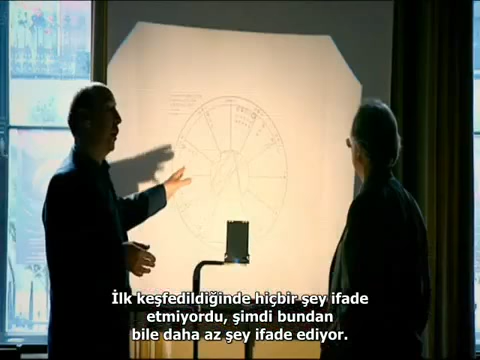 İlk keşfedildiğinde hiçbir şey ifade
etmiyordu, şimdi bundan
bile daha az şey ifade ediyor.